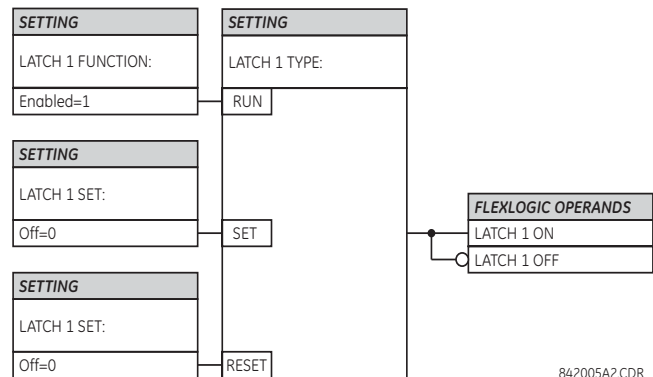 SETTING
LATCH 1 FUNCTION:
Enabled=1
SETTING
LATCH 1 TYPE:
RUN
SETTING
LATCH 1 SET:
Off=0
SET
SETTING
LATCH 1 SET:
Off=0
RESET
FLEXLOGIC OPERANDS
LATCH 1 ON
LATCH 1 OFF
842005A2.CDR